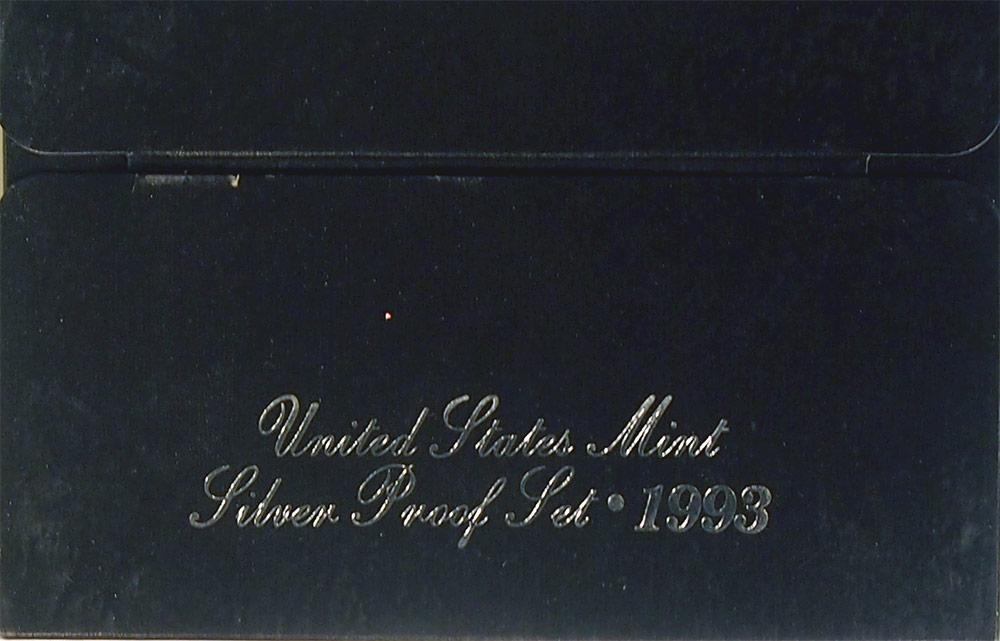 United States Mint
Silver Proof Set • 1993